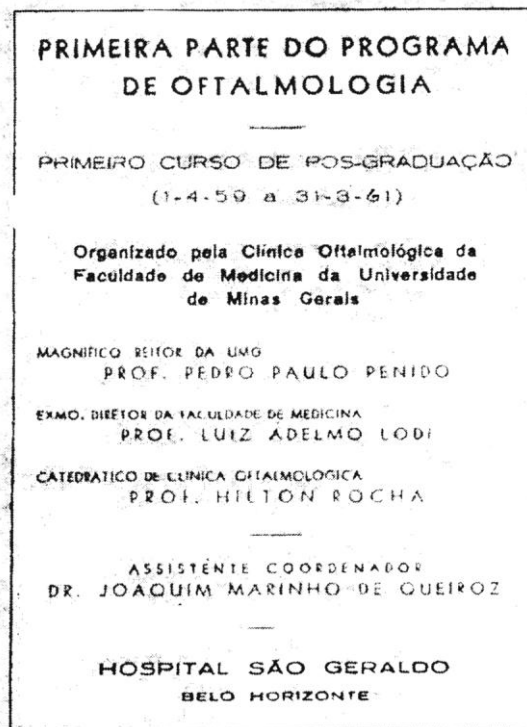 PRIMEIRA PARTE DO PROGRAMA
DE OFTALMOLOGIA
PRIMEIRO CURSO DE POS-GRADUAÇÃO
(1-4-59 a 31-3-61)
Organizado pela Clínica Oftalmológica da
Faculdade de Medicina da Universidade
de Minas Gerais
MAGNIFICO REITOR DA UMG
PROF. PEDRO PAULO PENIDO
EXMO. DIRETOR DA FACULDADE DE MEDICINA
PROF. LUIZ ADELMO LODI
CATEDRATICO DE CLINICA OFTALMOLOGICA
PROF. HILTON ROCHA
ASSISTENTE COORDENADOR
DR. JOAQUIM MARINHO DE QUEIROZ
HOSPITAL SÃO GERALDO
BELO HORIZONTE